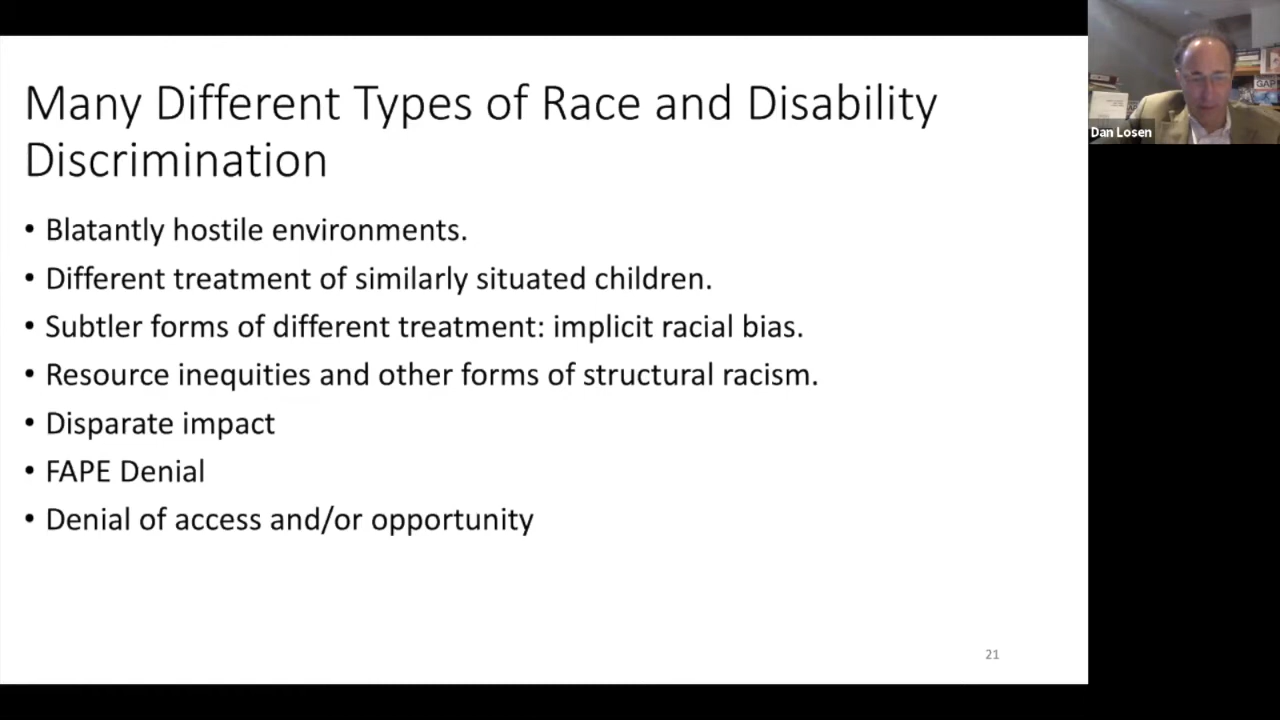 Many Different Types of Race and Disability
Discrimination
• Blatantly hostile environments.
• Different treatment of similarly situated children.
• Subtler forms of different treatment: implicit racial bias.
• Resource inequities and other forms of structural racism.
• Disparate impact
• FAPE Denial
• Denial of access and/or opportunity
21
Dan Losen